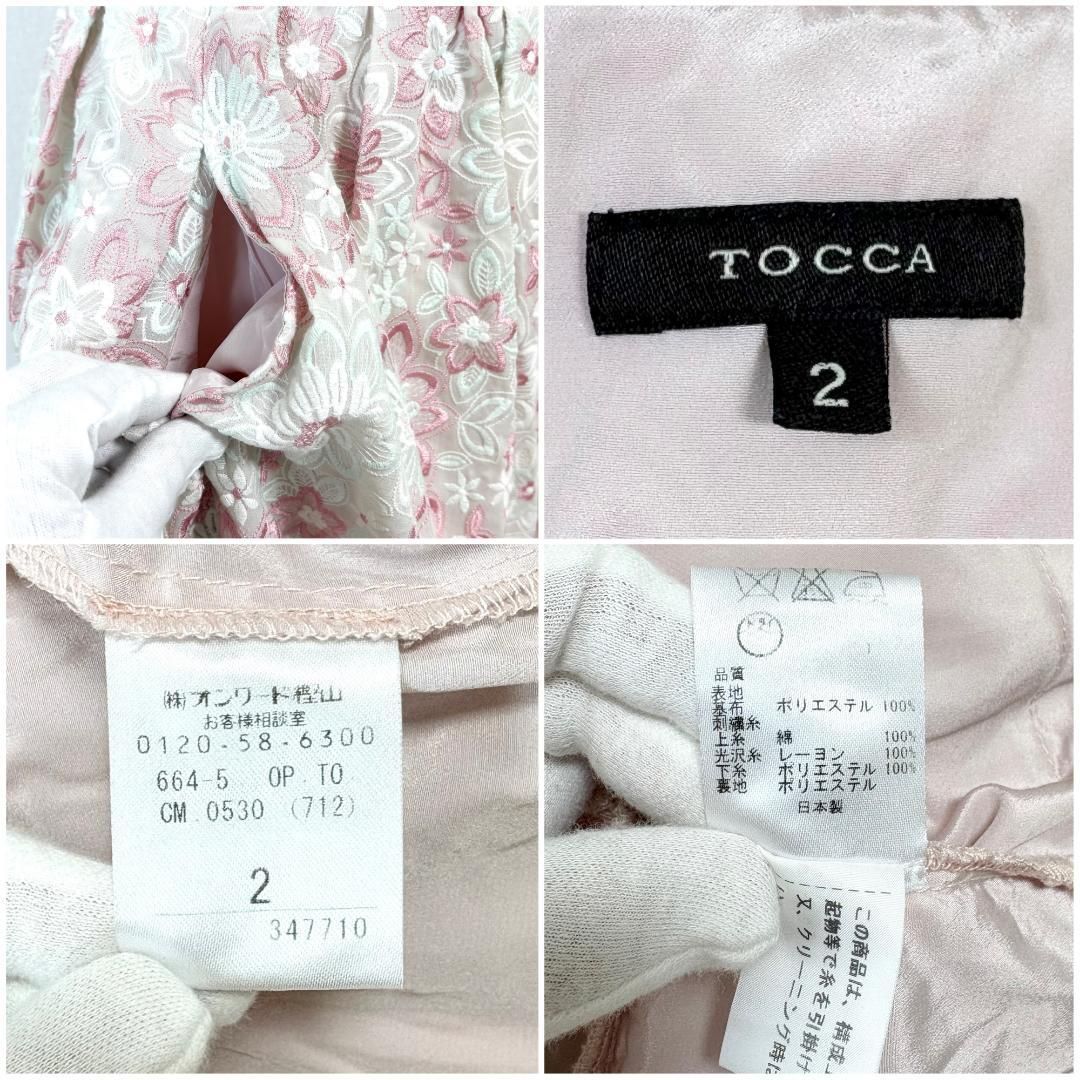 TOCCA
2
㈱オンワード樫山
お客様相談室
0120-58-6300
664-5 OP.TO
CM.0530 (712)
2
347710
品質
表地
基布 ポリエステル 100%
刺繍糸
上糸 綿 100%
光沢糸 レーヨン 100%
下糸 ポリエステル 100%
裏地 ポリエステル
日本製
この商品は、構成
起物等で糸を引掛け
又、クリーニング時は